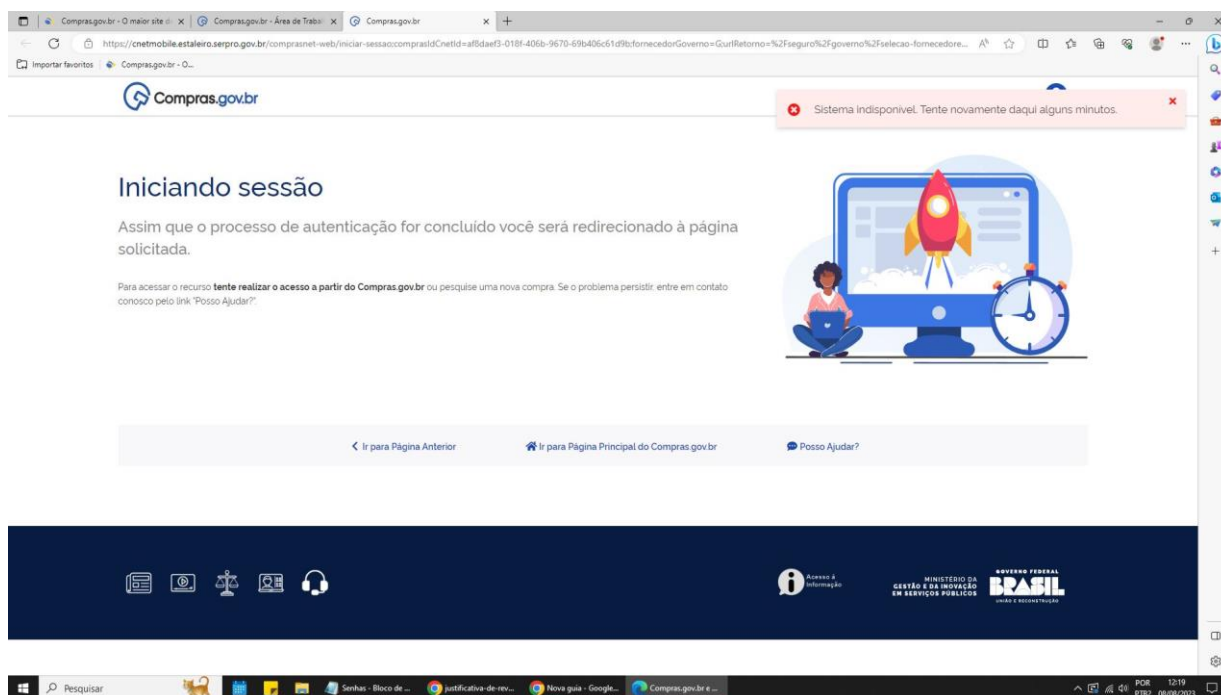 Compras.gov.br - O maior site d
Compras.gov.br - Área de Trabal
Compras.gov.br
https://cnetmobile.estaleiro.serpro.gov.br/comprasnet-web/iniciar-sessao;comprasIdCnetId=af8daef3-018f-406b-9670-69b406c61d9b;fornecedorGoverno=G;urlRetorno=%2Fseguro%2Fgoverno%2Fselecao-fornecedore...
Importar favoritos
Compras.gov.br - O...
Compras.gov.br
Sistema indisponível. Tente novamente daqui alguns minutos.
Iniciando sessão
Assim que o processo de autenticação for concluído você será redirecionado à página
solicitada.
Para acessar o recurso tente realizar o acesso a partir do Compras.gov.br ou pesquise uma nova compra. Se o problema persistir, entre em contato
conosco pelo link "Posso Ajudar?".
Ir para Página Anterior
Ir para Página Principal do Compras.gov.br
Posso Ajudar?
Acesso à
Informação
MINISTÉRIO DA
GESTÃO E DA INOVAÇÃO
EM SERVIÇOS PÚBLICOS
GOVERNO FEDERAL
BRASIL
UNIÃO E RECONSTRUÇÃO
Pesquisar
Senhas - Bloco de ...
justificativa-de-rev...
Nova guia - Google...
Compras.gov.br e ...
POR
PTB2
12:19
08/08/2023